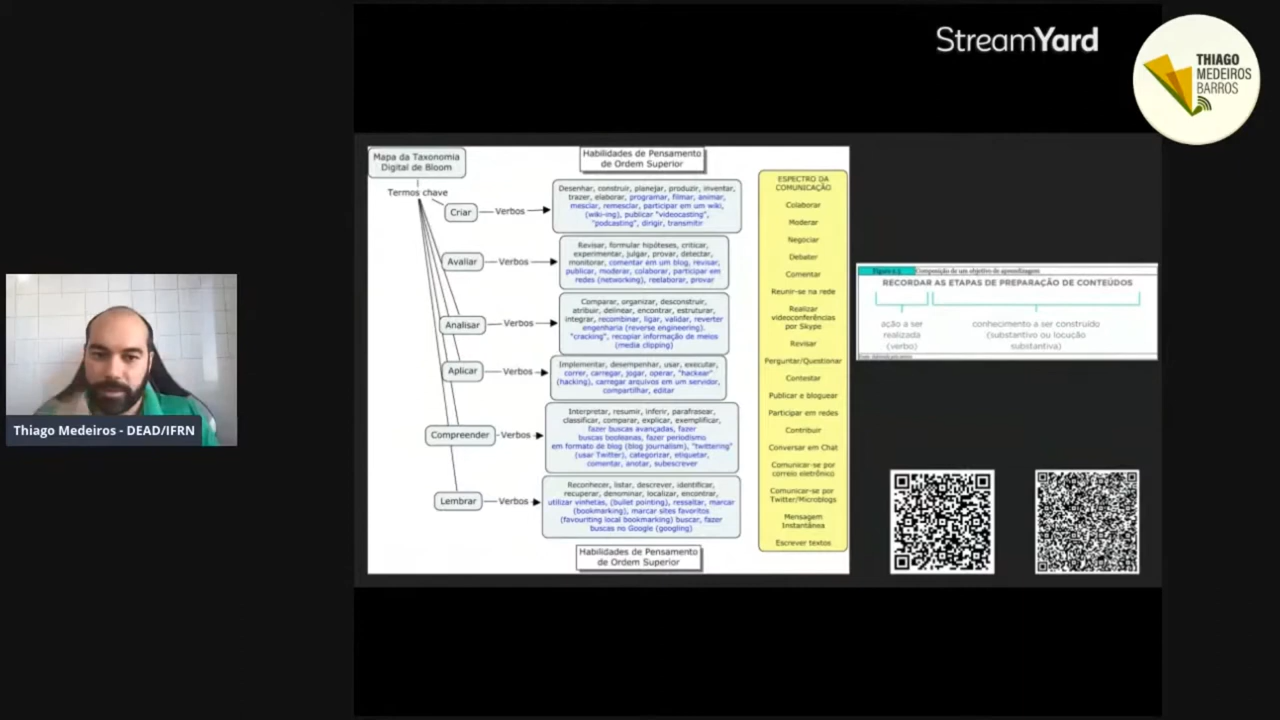 StreamYard
THIAGO
MEDEIROS
BARROS
Mapa da Taxonomia
Digital de Bloom
Termos chave
Habilidades de Pensamento
de Ordem Superior
Criar
Verbos
Desenhar, construir, planejar, produzir, inventar,
trazer, elaborar, programar, filmar, animar,
mesclar, remesclar, participar em um wiki,
(wiki-ing), publicar "videocasting",
"podcasting", dirigir, transmitir
Avaliar
Verbos
Revisar, formular hipóteses, criticar,
experimentar, julgar, provar, detectar,
monitorar, comentar em um blog, revisar,
publicar, moderar, colaborar, participar em
redes (networking), reelaborar, provar
Analisar
Verbos
Comparar, organizar, desconstruir,
atribuir, delinear, encontrar, estruturar,
integrar, recombinar, ligar, validar, reverter
engenharia (reverse engineering).
"cracking", recopiar informação de meios
(media clipping)
Aplicar
Verbos
Implementar, desempenhar, usar, executar,
correr, carregar, jogar, operar, "hackear"
(hacking), carregar arquivos em um servidor,
compartilhar, editar
Compreender
Verbos
Interpretar, resumir, inferir, parafrasear,
classificar, comparar, explicar, exemplificar,
fazer buscas avançadas, fazer
buscas booleanas, fazer periodismo
em formato de blog (blog journalism), "twittering"
(usar Twitter), categorizar, etiquetar,
comentar, anotar, subescrever
Lembrar
Verbos
Reconhecer, listar, descrever, identificar,
recuperar, denominar, localizar, encontrar,
utilizar vinhetas, (bullet pointing), ressaltar, marcar
(bookmarking), marcar sites favoritos
(favouriting local bookmarking) buscar, fazer
buscas no Google (googling)
Habilidades de Pensamento
de Ordem Superior
ESPECTRO DA
COMUNICAÇÃO
Colaborar
Moderar
Negociar
Debater
Comentar
Reunir-se na rede
Realizar
videoconferências
por Skype
Revisar
Perguntar/Questionar
Contestar
Publicar e bloguear
Participar em redes
Contribuir
Conversar em Chat
Comunicar-se por
correio eletrônico
Comunicar-se por
Twitter/Microblogs
Mensagem
Instantânea
Escrever textos
Composição de um objetivo de aprendizagem
RECORDAR AS ETAPAS DE PREPARAÇÃO DE CONTEÚDOS
ação a ser
realizada
(verbo)
conhecimento a ser construído
(substantivo ou locução
substantiva)
Thiago Medeiros - DEAD/IFRN